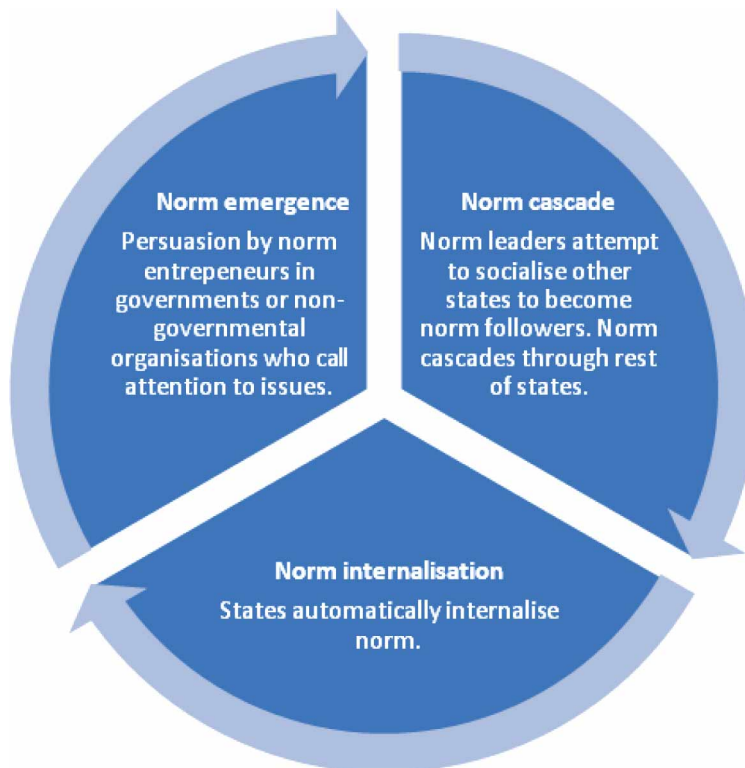 Norm emergence
Persuasion by norm
entrepeneurs in
governments or non-
governmental
organisations who call
attention to issues.
Norm cascade
Norm leaders attempt
to socialise other
states to become
norm followers. Norm
cascades through rest
of states.
Norm internalisation
States automatically internalise
norm.